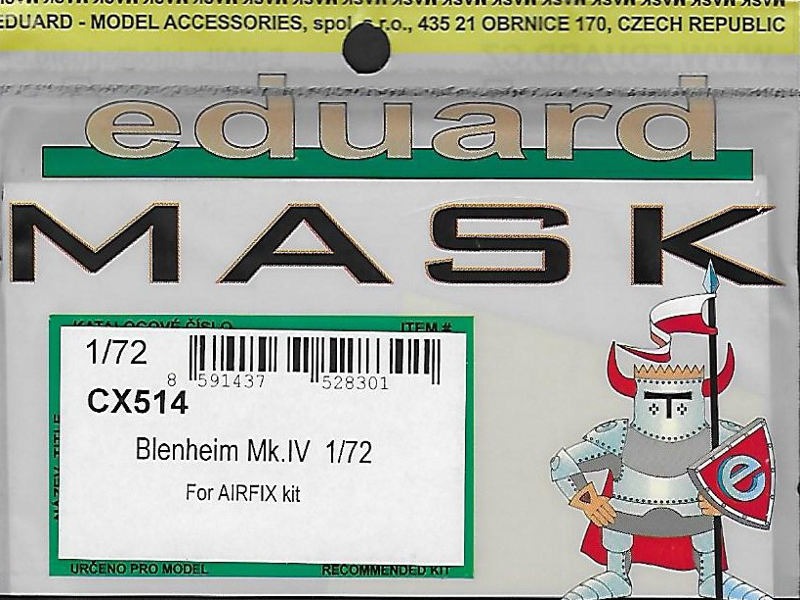 EDUARD - MODEL ACCESSORIES, spol s.r.o., 435 21 OBRNICE 170, CZECH REPUBLIC
eduard
MASK
KATALOGOVÉ ČÍSLO ITEM #
1/72
8 591437 528301
CX514
Blenheim Mk.IV 1/72
For AIRFIX kit
URČENO PRO MODEL RECOMMENDED KIT
e